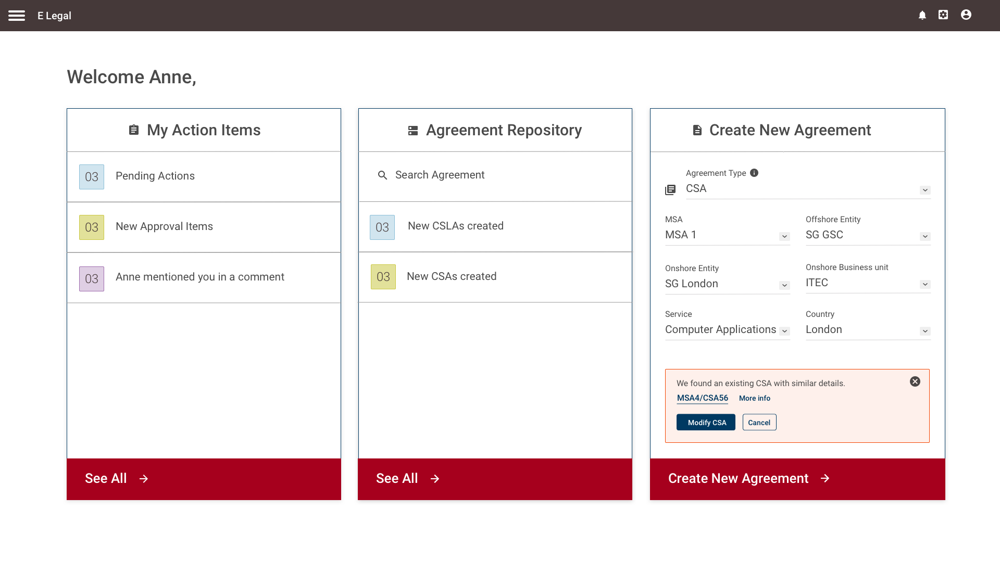 E Legal
Welcome Anne,
My Action Items
03 Pending Actions
03 New Approval Items
03 Anne mentioned you in a comment
See All
Agreement Repository
Search Agreement
03 New CSLAs created
03 New CSAs created
See All
Create New Agreement
Agreement Type
CSA
MSA
MSA 1
Offshore Entity
SG GSC
Onshore Entity
SG London
Onshore Business unit
ITEC
Service
Computer Applications
Country
London
We found an existing CSA with similar details.
MSA4/CSA56 More info
Modify CSA Cancel
Create New Agreement